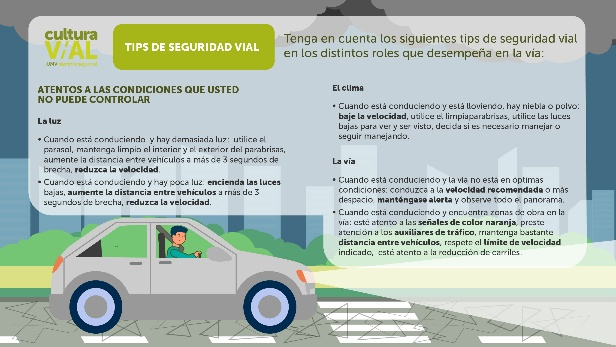 cultura
VIAL
UMV
TIPS DE SEGURIDAD VIAL
Tenga en cuenta los siguientes tips de seguridad vial
en los distintos roles que desempeña en la vía:
ATENTOS A LAS CONDICIONES QUE USTED
NO PUEDE CONTROLAR
La luz
• Cuando está conduciendo y hay demasiada luz: utilice el
parasol, mantenga limpio el interior y el exterior del parabrisas,
aumente la distancia entre vehículos a más de 3 segundos de
brecha, reduzca la velocidad.
• Cuando está conduciendo y hay poca luz: encienda las luces
bajas, aumente la distancia entre vehículos a más de 3
segundos de brecha, reduzca la velocidad.
El clima
• Cuando está conduciendo y está lloviendo, hay niebla o polvo:
baje la velocidad, utilice el limpiaparabrisas, utilice las luces
bajas para ver y ser visto, decida si es necesario manejar o
seguir manejando.
La vía
• Cuando está conduciendo y la vía no está en óptimas
condiciones: conduzca a la velocidad recomendada o más
despacio, manténgase alerta y observe todo el panorama.
• Cuando está conduciendo y encuentra zonas de obra en la
vía: esté atento a las señales de color naranja, preste
atención a los auxiliares de tráfico, mantenga bastante
distancia entre vehículos, respete el límite de velocidad
indicado, esté atento a la reducción de carriles.